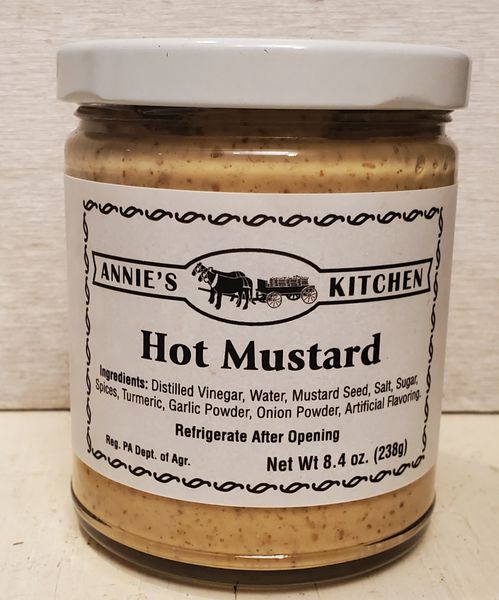 ANNIE'S KITCHEN
Hot Mustard
Ingredients: Distilled Vinegar, Water, Mustard Seed, Salt, Sugar,
Spices, Turmeric, Garlic Powder, Onion Powder, Artificial Flavoring.
Refrigerate After Opening
Reg. PA Dept. of Agr. Net Wt 8.4 oz. (238g)